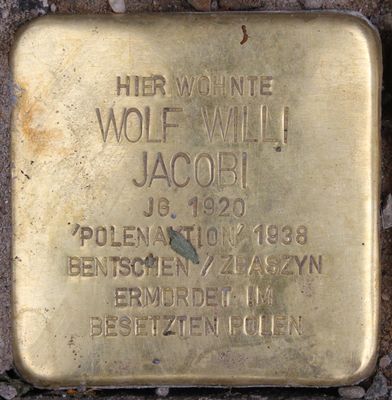 HIER WOHNTE
WOLF WILLI
JACOBI
JG. 1920
'POLENAKTION' 1938
BENTSCHEN / ZBASZYN
ERMORDET IM
BESETZTEN POLEN